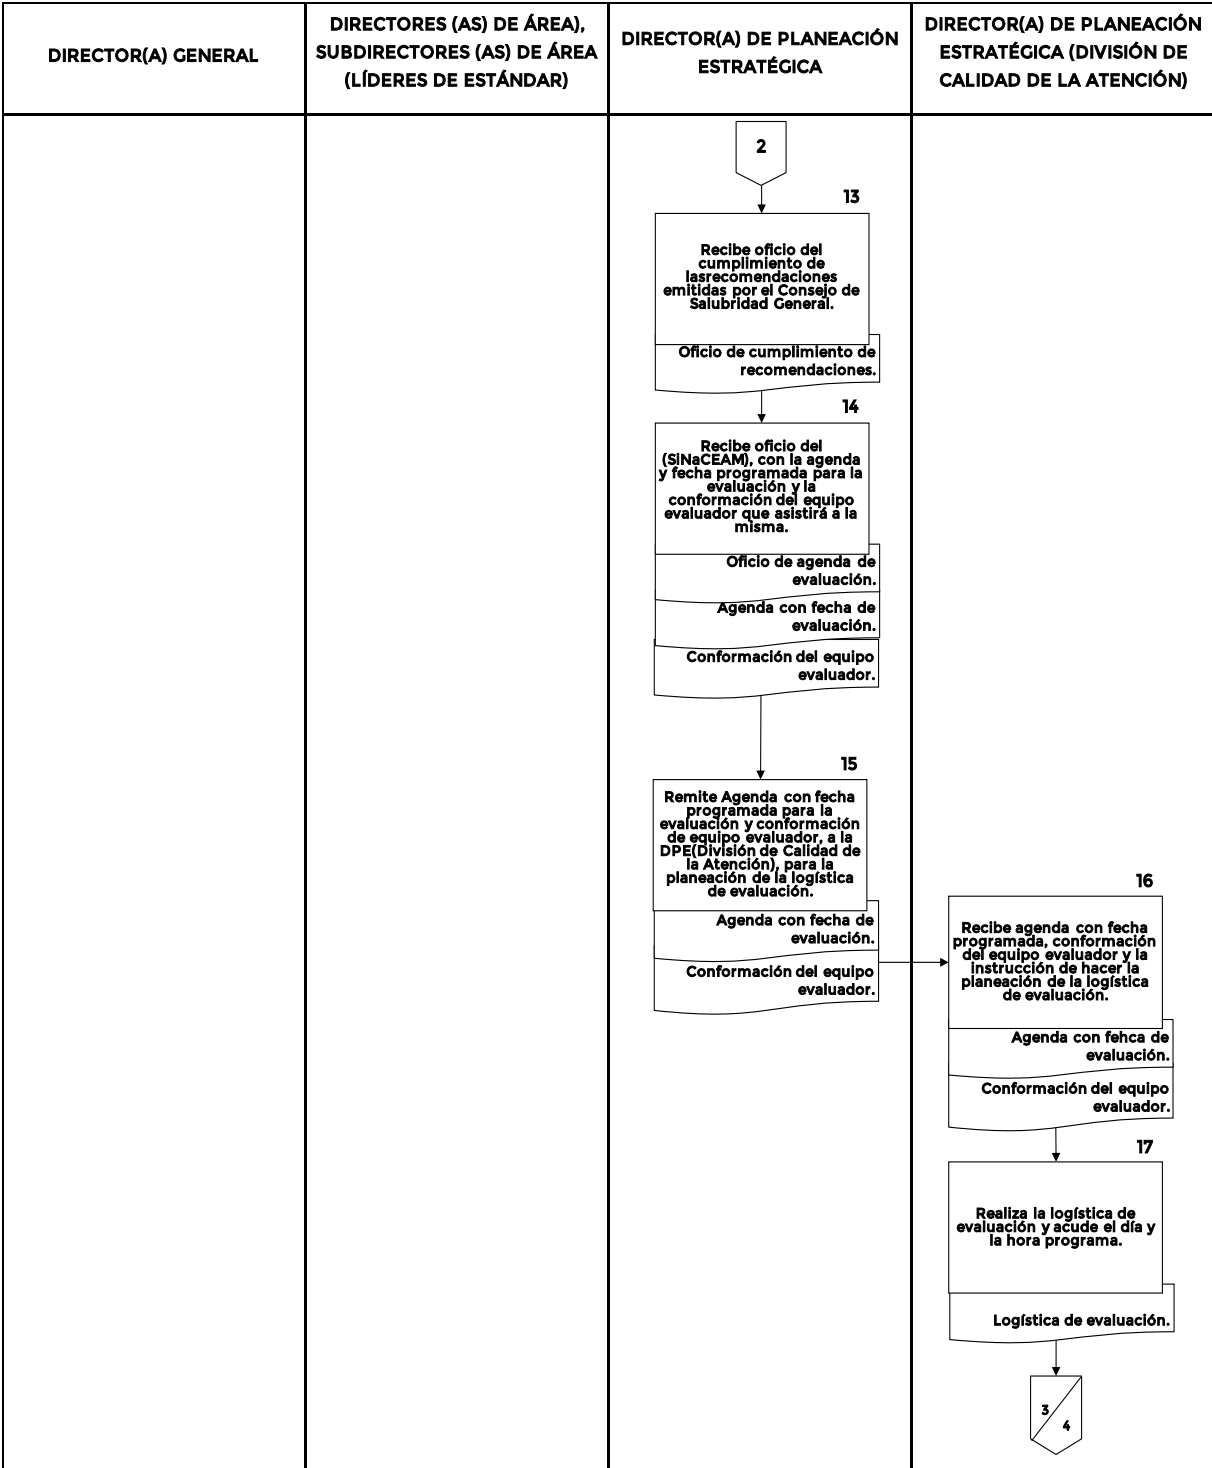 DIRECTOR(A) GENERAL
DIRECTORES (AS) DE ÁREA),
SUBDIRECTORES (AS) DE ÁREA
(LÍDERES DE ESTÁNDAR)
DIRECTOR(A) DE PLANEACIÓN
ESTRATÉGICA
DIRECTOR(A) DE PLANEACIÓN
ESTRATÉGICA (DIVISIÓN DE
CALIDAD DE LA ATENCIÓN)
2
13
Recibe oficio del
cumplimiento de
lasrecomendaciones
emitidas por el Consejo de
Salubridad General.
Oficio de cumplimiento de
recomendaciones.
14
Recibe oficio del
(SiNaCEAM), con la agenda
y fecha programada para la
evaluación y la
conformación del equipo
evaluador que asistirá a la
misma.
Oficio de agenda de
evaluación.
Agenda con fecha de
evaluación.
Conformación del equipo
evaluador.
15
Remite Agenda con fecha
programada para la
evaluación y conformación
de equipo evaluador, a la
DPE(División de Calidad de
la Atención), para la
planeación de la logística
de evaluación.
Agenda con fecha de
evaluación.
Conformación del equipo
evaluador.
16
Recibe agenda con fecha
programada, conformación
del equipo evaluador y la
instrucción de hacer la
planeación de la logística
de evaluación.
Agenda con fehca de
evaluación.
Conformación del equipo
evaluador.
17
Realiza la logística de
evaluación y acude el día y
la hora programa.
Logística de evaluación.
3
4